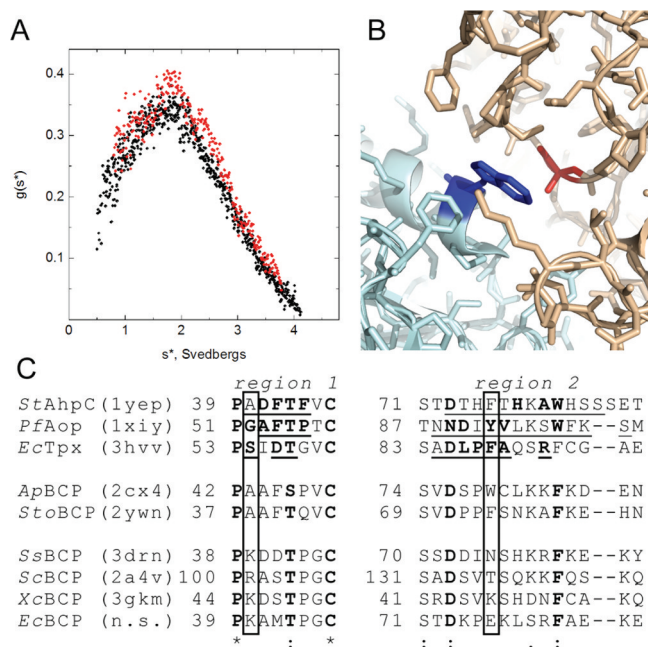 A
B
0.4
0.3
0.2
0.1
g(s*)
0 1 2 3 4 5
s*, Svedbergs
C
region 1 region 2
StAhpC (1yep) 39 PADFTFVC 71 STDTHFTHKAWHSSSET
PfAop (1xiy) 51 PGAFTPTC 87 TNNDIYVLKSWFK--SM
EcTpx (3hvv) 53 PSIDTGVC 83 SADLPFAQSRFCG-AE
ApBCP (2cx4) 42 PAAFSPVC 74 SVDSPWCLKKFKD--EN
StoBCP (2ywn) 37 PAAFTQVC 69 SVDPPFSNKAFKE--HN
SsBCP (3drn) 38 PKDDTPGC 70 SSDDINSHKRFKE--KY
ScBCP (2a4v) 100 PRASTPGC 131 SADSVTSQKKFQS--KQ
XcBCP (3gkm) 44 PKDSTPGC 41 SRDSVKSHDNFCA--KQ
EcBCP (n.s.) 39 PKAMTPGC 71 STDKPEKLSRFAE--KE
* : * : : . :